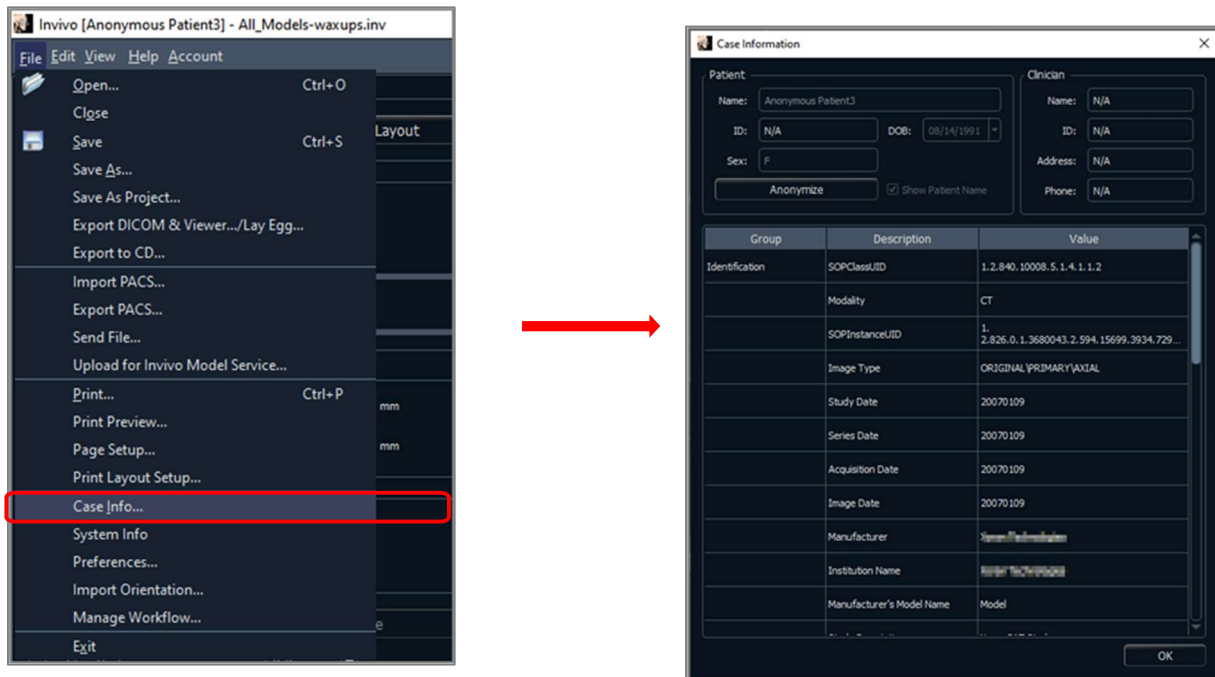 Invivo [Anonymous Patient3] - All_Models-waxups.inv
File Edit View Help Account
Open... Ctrl+O
Close
Save Ctrl+S
Save As...
Save As Project...
Export DICOM & Viewer.../Lay Egg...
Export to CD...
Import PACS...
Export PACS...
Send File...
Upload for Invivo Model Service...
Print... Ctrl+P
Print Preview...
Page Setup...
Print Layout Setup...
Case Info...
System Info
Preferences...
Import Orientation...
Manage Workflow...
Exit
Layout
mm
mm
e
Case Information
Patient
Name: Anonymous Patient3
ID: N/A DOB: 08/14/1991
Sex: F
Anonymize Show Patient Name
Clinician
Name: N/A
ID: N/A
Address: N/A
Phone: N/A
Group Description Value
Identification SOPClassUID 1.2.840.10008.5.1.4.1.1.2
Modality CT
SOPInstanceUID 1.
2.826.0.1.3680043.2.594.15699.3934.729...
Image Type ORIGINAL\PRIMARY\AXIAL
Study Date 20070109
Series Date 20070109
Acquisition Date 20070109
Image Date 20070109
Manufacturer
Institution Name
Manufacturer's Model Name Model
OK